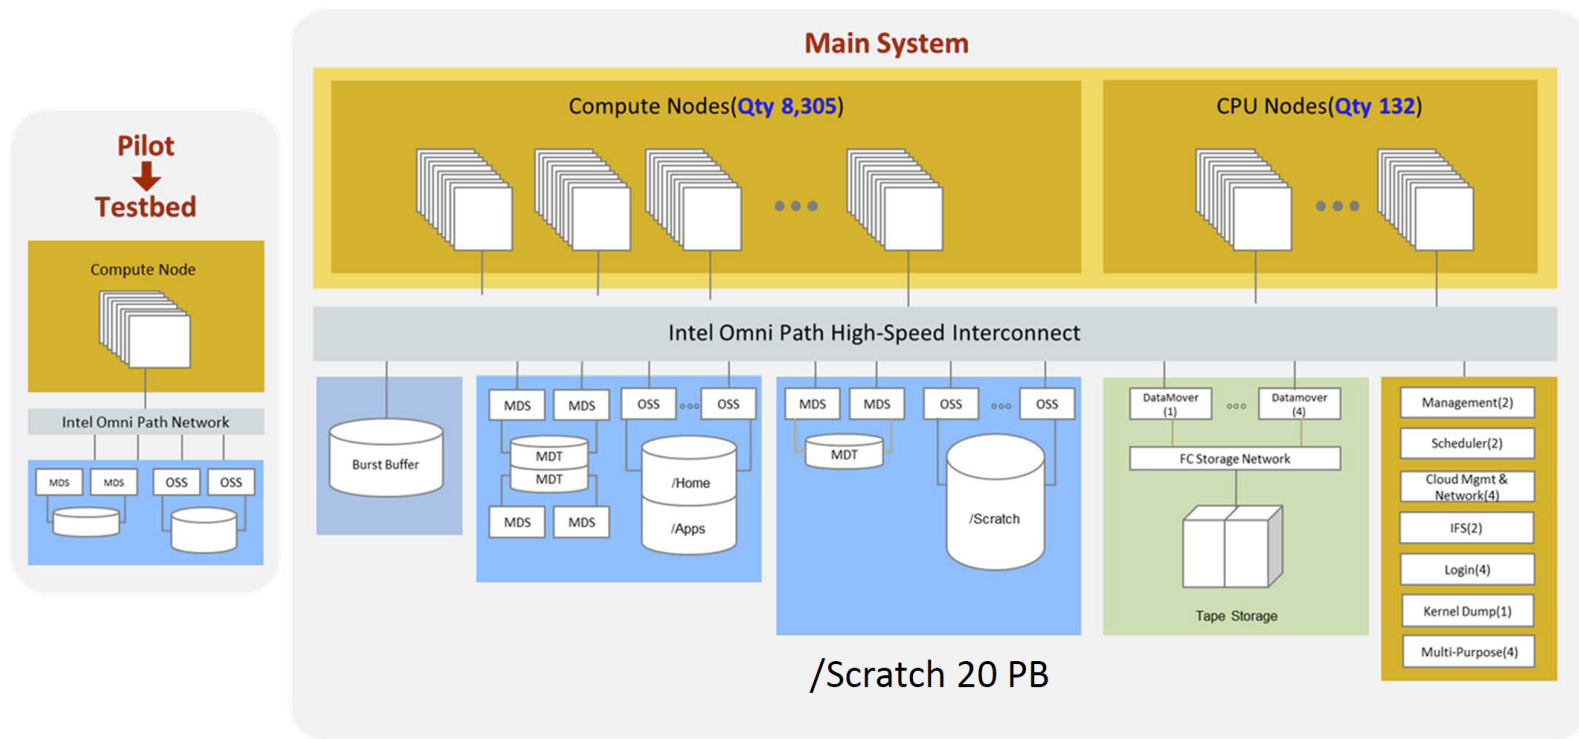 Main System
Pilot
Testbed
Compute Node
Intel Omni Path Network
MDS
MDS
OSS
OSS
Compute Nodes(Qty 8,305)
CPU Nodes(Qty 132)
Intel Omni Path High-Speed Interconnect
Burst Buffer
MDS
MDS
OSS
OSS
MDT
MDT
MDS
MDS
/Home
/Apps
MDS
MDS
OSS
OSS
MDT
/Scratch
/Scratch 20 PB
DataMover
(1)
Datamover
(4)
FC Storage Network
Tape Storage
Management(2)
Scheduler(2)
Cloud Mgmt &
Network(4)
IFS(2)
Login(4)
Kernel Dump(1)
Multi-Purpose(4)